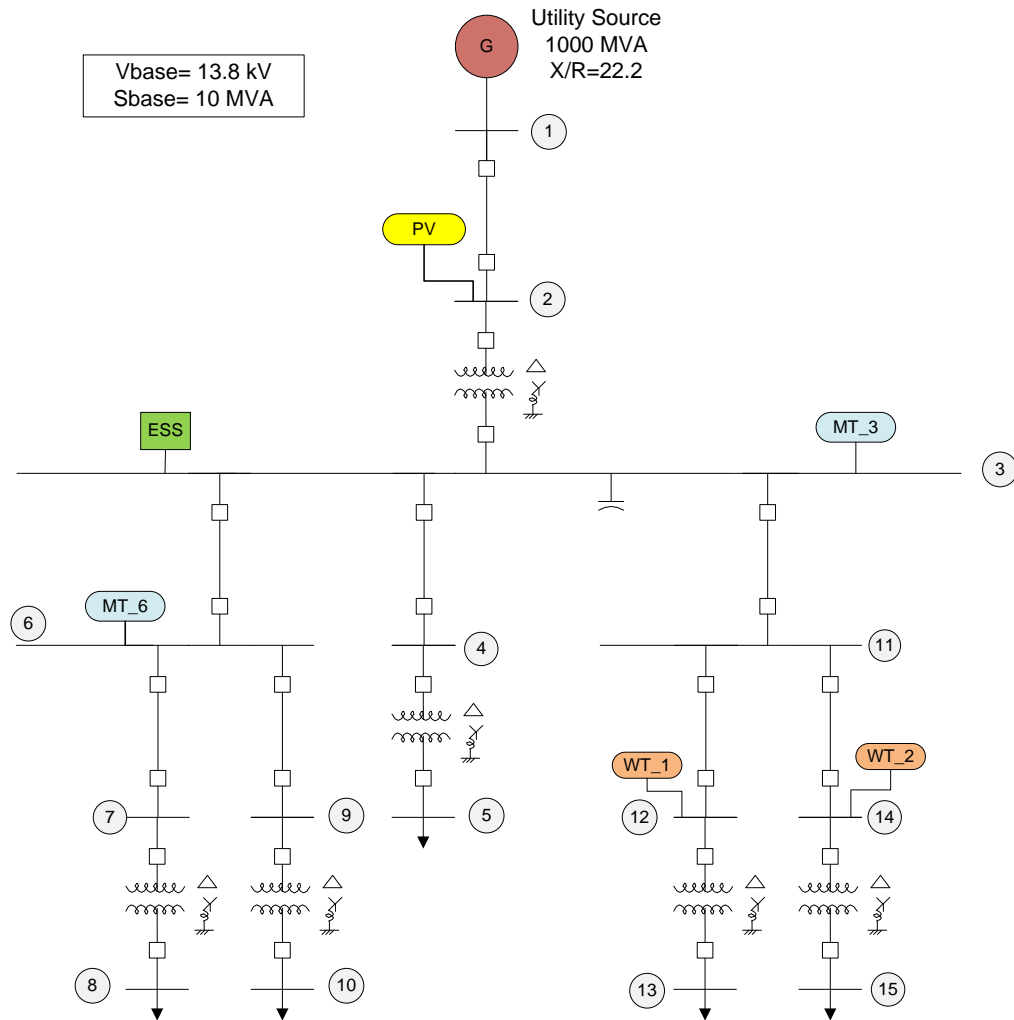 Utility Source
1000 MVA
X/R=22.2
G
Vbase= 13.8 kV
Sbase= 10 MVA
1
PV
2
ESS
MT_3
3
MT_6
6
4
11
WT_1
WT_2
7
9
5
12
14
8
10
13
15